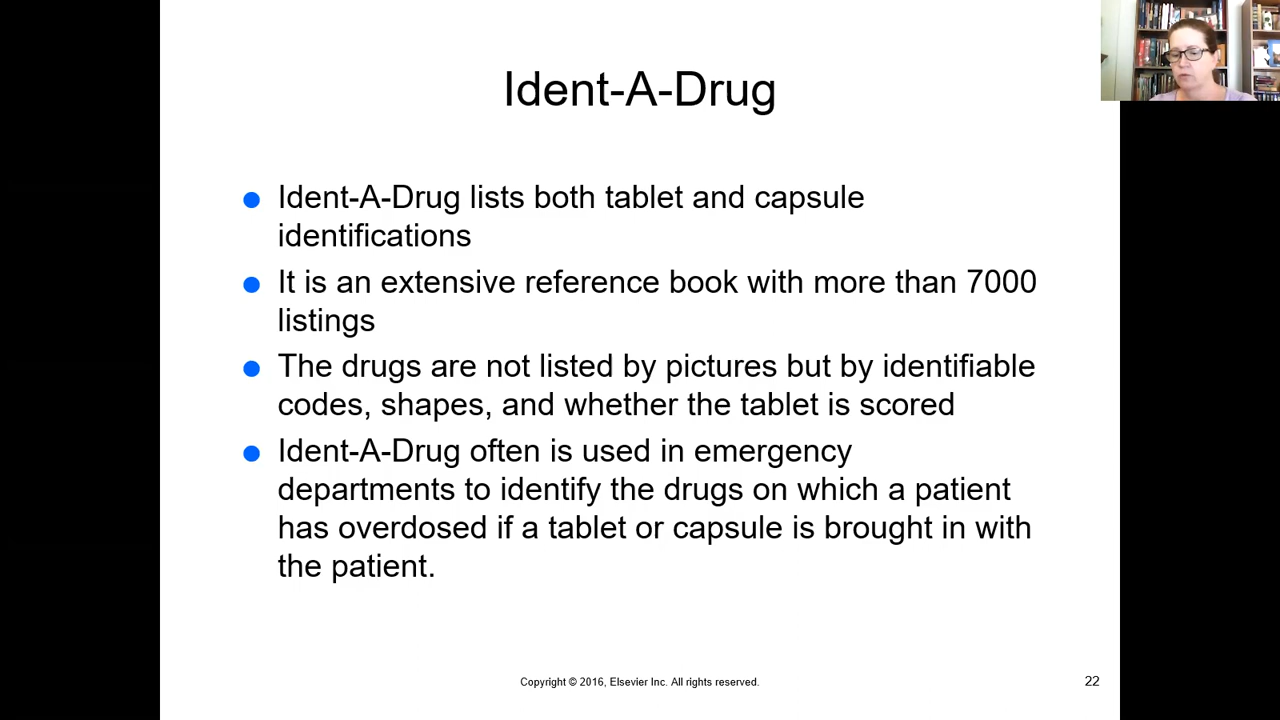 Ident-A-Drug
Ident-A-Drug lists both tablet and capsule
identifications
It is an extensive reference book with more than 7000
listings
The drugs are not listed by pictures but by identifiable
codes, shapes, and whether the tablet is scored
Ident-A-Drug often is used in emergency
departments to identify the drugs on which a patient
has overdosed if a tablet or capsule is brought in with
the patient.
Copyright © 2016, Elsevier Inc. All rights reserved.
22